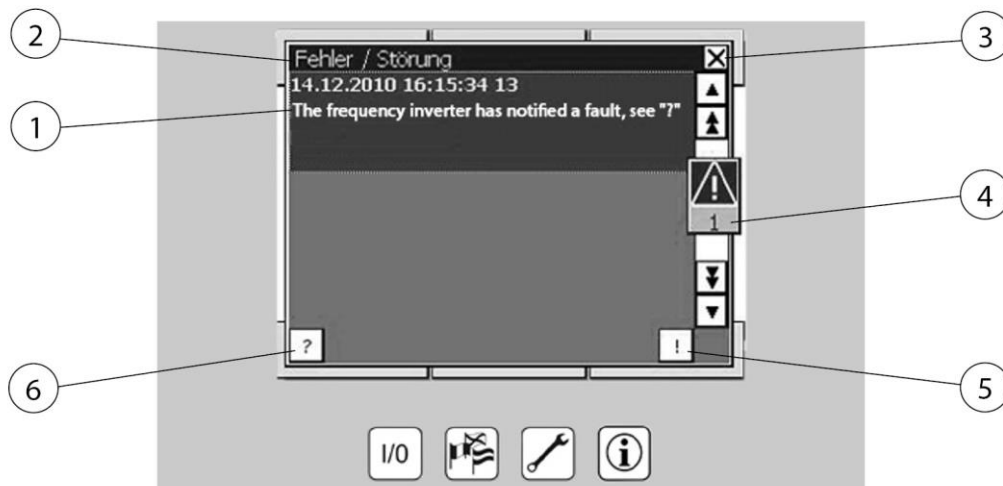 2
3
Fehler / Störung
14.12.2010 16:15:34 13
1
The frequency inverter has notified a fault, see "?"
!
4
1
?
!
6
5
I/0
i